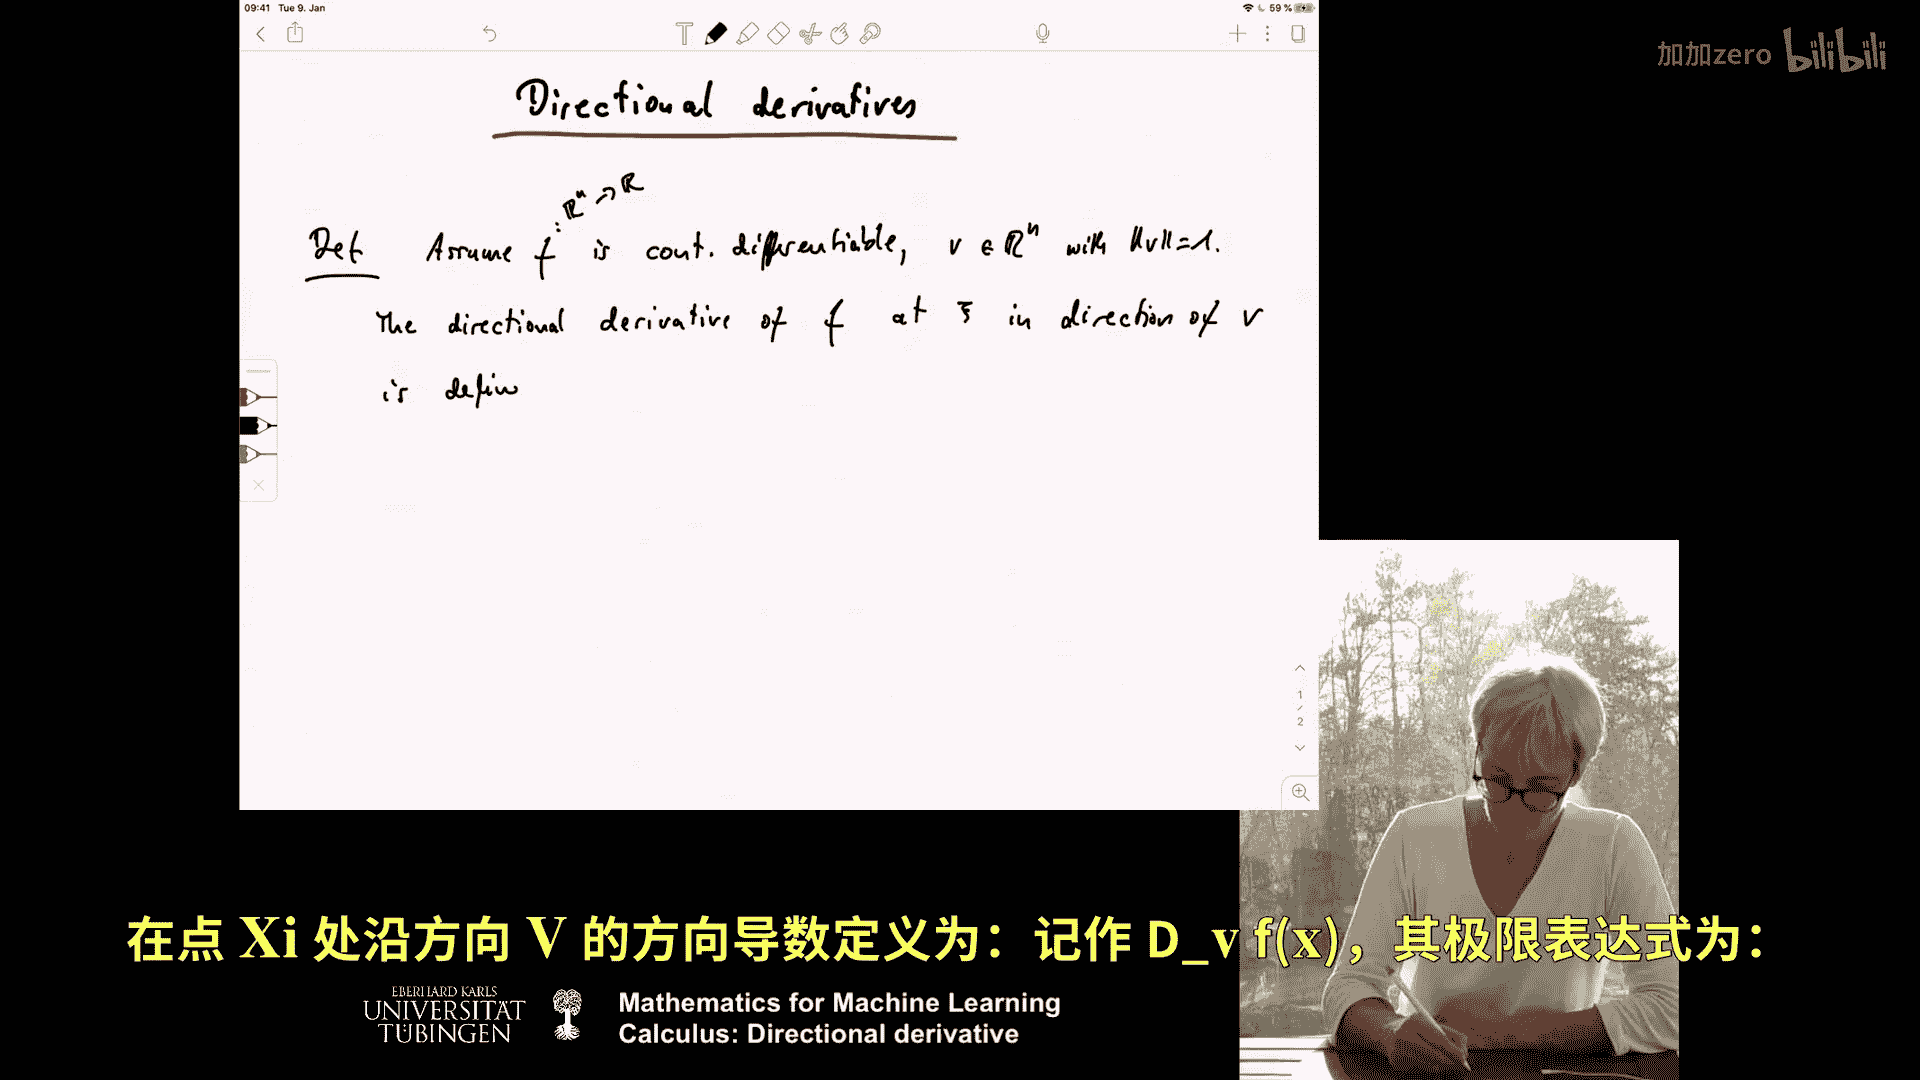 09:41 Tue 9. Jan
59 %
加加zero bilibili
Directional derivatives
: ℝⁿ → ℝ
Def Assume f is cont. differentiable, v ∈ ℝⁿ with ||v||=1.
The directional derivative of f at ξ in direction of v
is defin
1
/
2
在点 Xi 处沿方向 V 的方向导数定义为：记作 D_v f(x)，其极限表达式为：
EBERHARD KARLS
UNIVERSITÄT
TÜBINGEN
Mathematics for Machine Learning
Calculus: Directional derivative